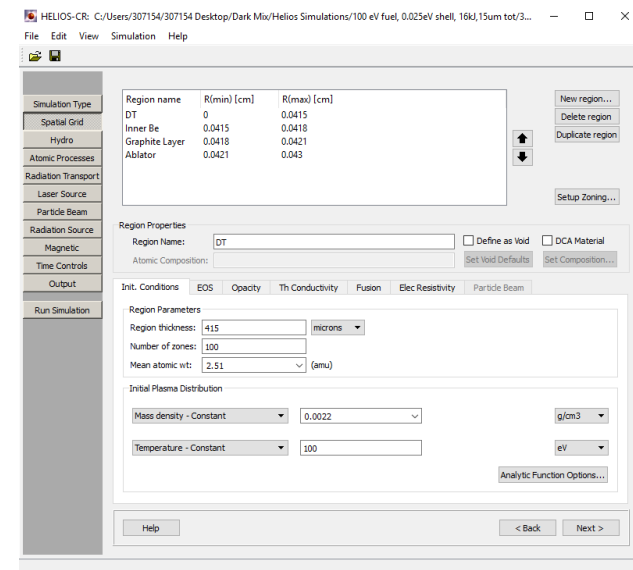 HELIOS-CR: C:/Users/307154/307154 Desktop/Dark Mix/Helios Simulations/100 eV fuel, 0.025eV shell, 16kJ,15um tot/3...
File Edit View Simulation Help
Simulation Type
Spatial Grid
Hydro
Atomic Processes
Radiation Transport
Laser Source
Particle Beam
Radiation Source
Magnetic
Time Controls
Output
Run Simulation
Region name R(min) [cm] R(max) [cm]
DT 0 0.0415
Inner Be 0.0415 0.0418
Graphite Layer 0.0418 0.0421
Ablator 0.0421 0.043
New region...
Delete region
Duplicate region
Setup Zoning...
Region Properties
Region Name: DT Define as Void DCA Material
Atomic Composition: Set Void Defaults Set Composition...
Init. Conditions EOS Opacity Th Conductivity Fusion Elec Resistivity Particle Beam
Region Parameters
Region thickness: 415 microns
Number of zones: 100
Mean atomic wt: 2.51 (amu)
Initial Plasma Distribution
Mass density - Constant 0.0022 g/cm3
Temperature - Constant 100 eV
Analytic Function Options...
Help < Back Next >